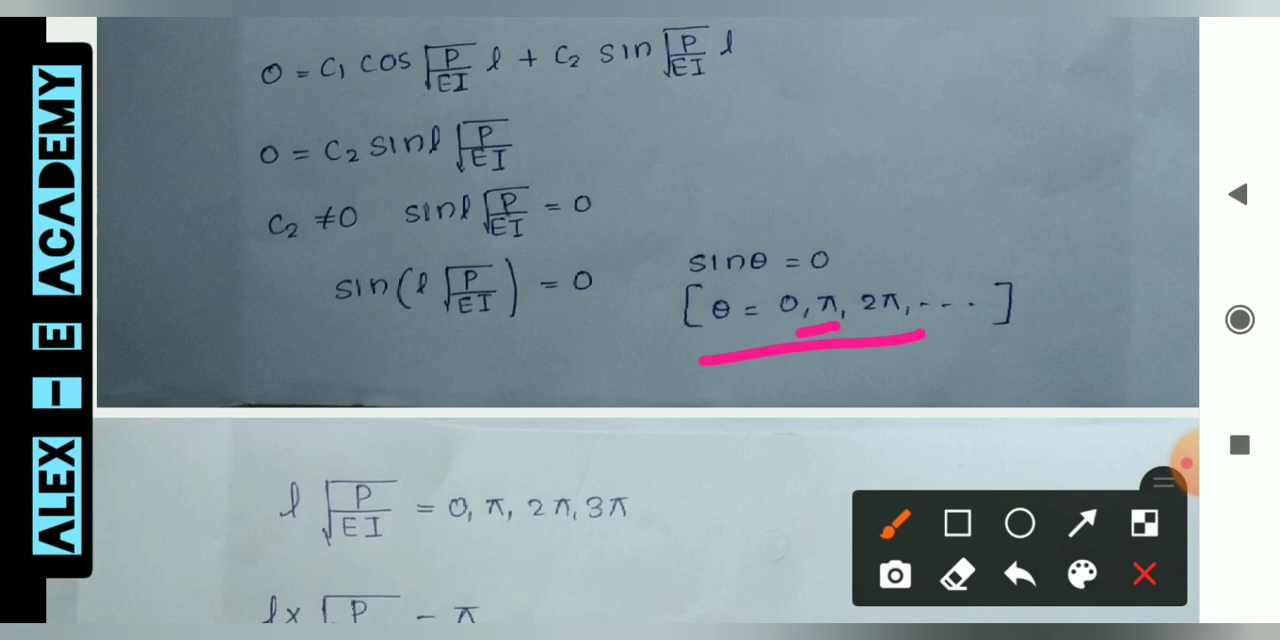 ALEX - E ACADEMY
0 = C1 cos √(P/EI) l + C2 sin √(P/EI) l
0 = C2 sin l √(P/EI)
C2 ≠ 0 sin l √(P/EI) = 0
sin(l √(P/EI)) = 0
sinθ = 0
[θ = 0, π, 2π, ---]
l √(P/EI) = 0, π, 2π, 3π
l × √P = π